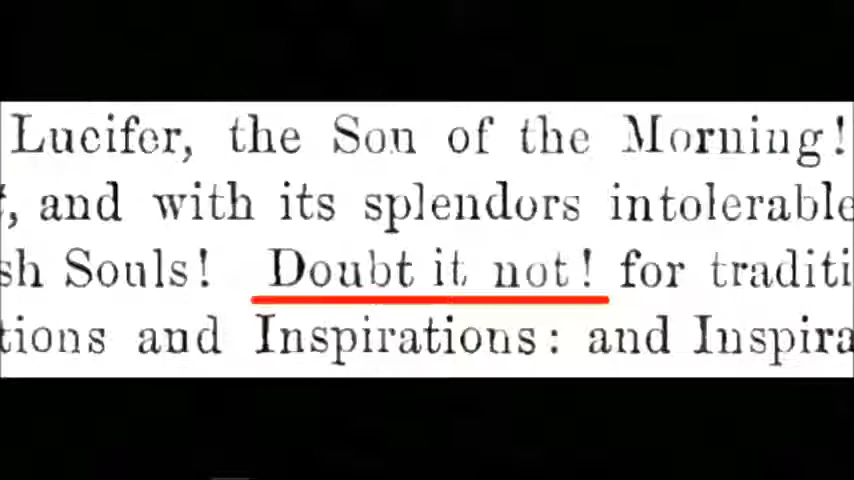 Lucifer, the Son of the Morning!
, and with its splendors intolerable
sh Souls! Doubt it not! for traditi
tions and Inspirations: and Inspira